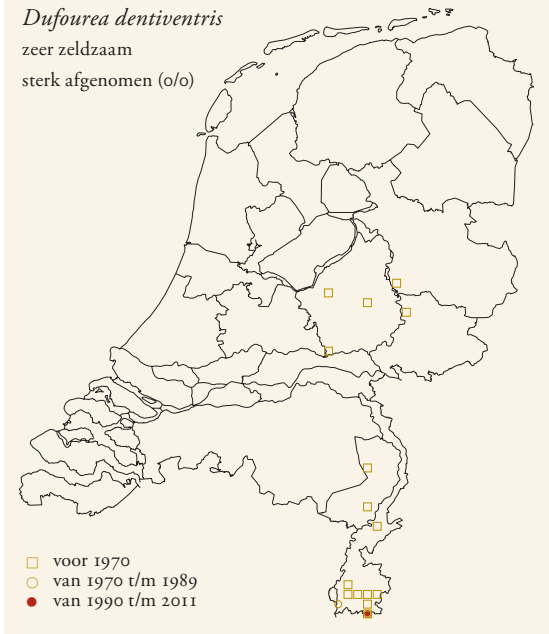 Dufourea dentiventris
zeer zeldzaam
sterk afgenomen (0/0)
voor 1970
van 1970 t/m 1989
van 1990 t/m 2011